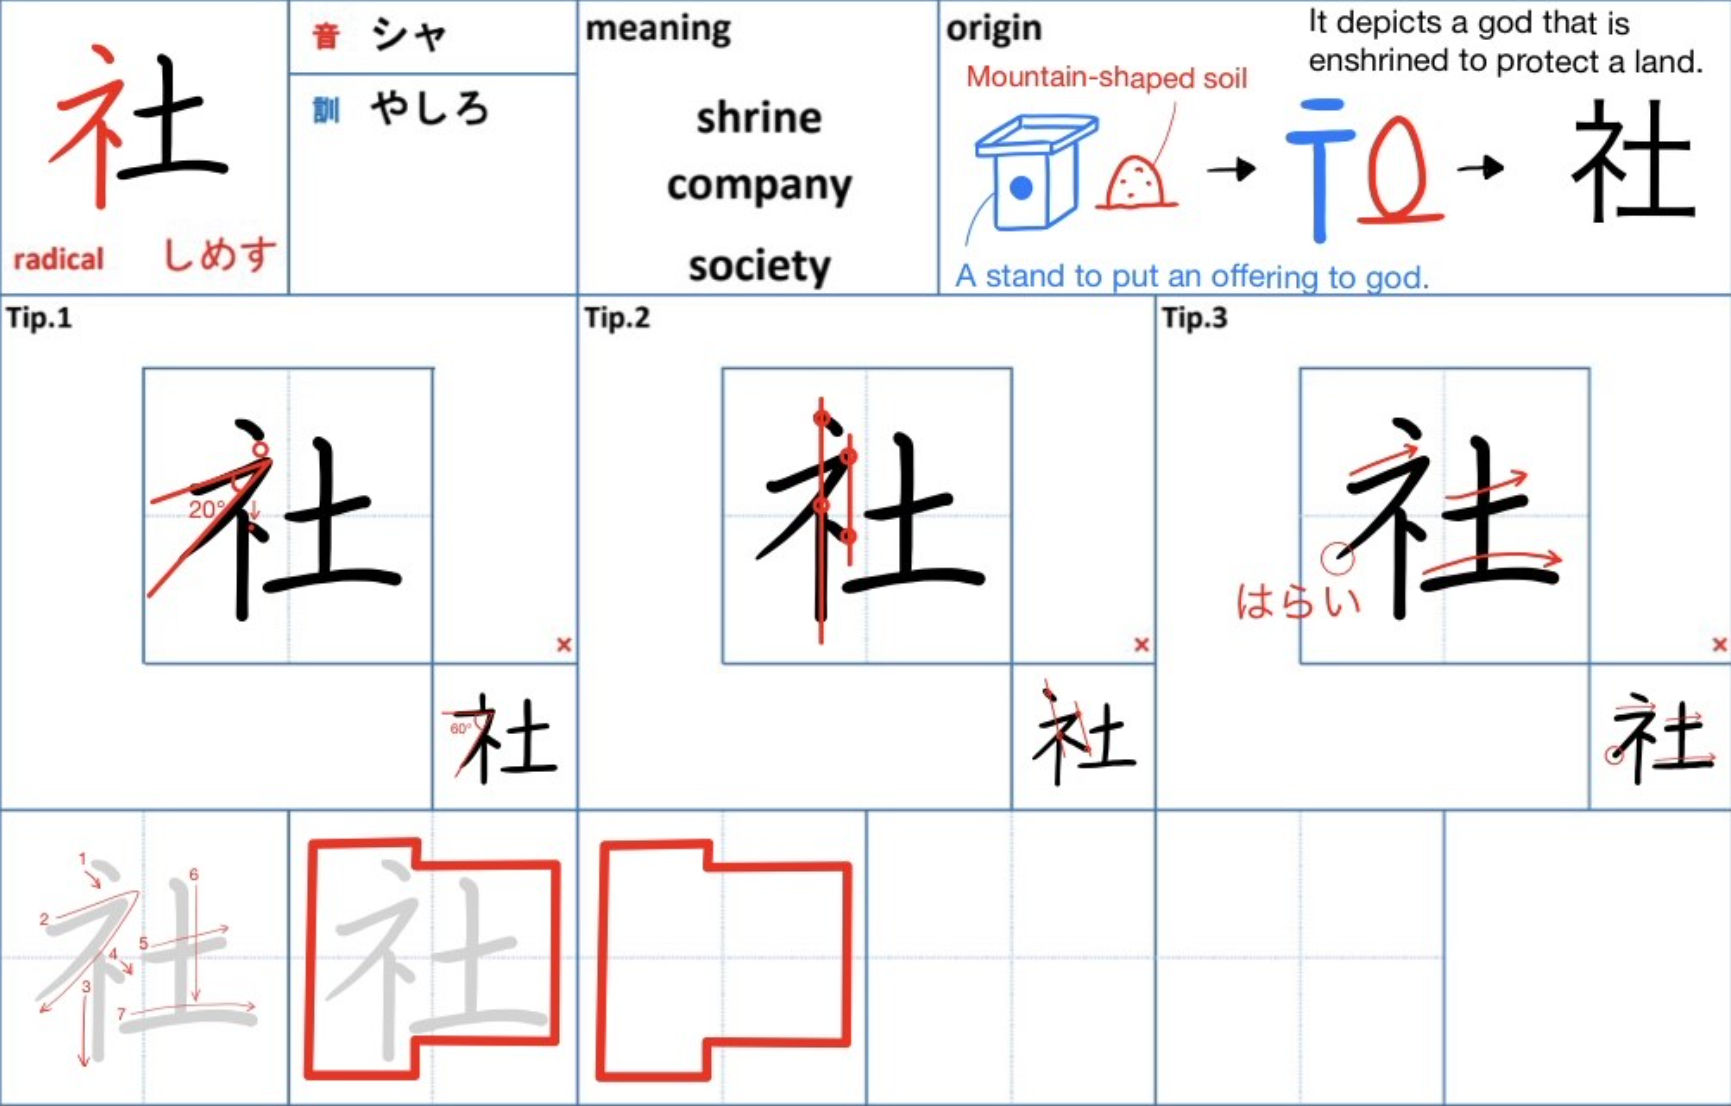 社
radical しめす
音 シャ
訓 やしろ
meaning
shrine
company
society
origin
It depicts a god that is
enshrined to protect a land.
Mountain-shaped soil
A stand to put an offering to god.
社
Tip.1
20°
社
×
60°
社
Tip.2
社
×
社
Tip.3
社
はらい
×
社
1
2
3
4
5
6
7
社
社